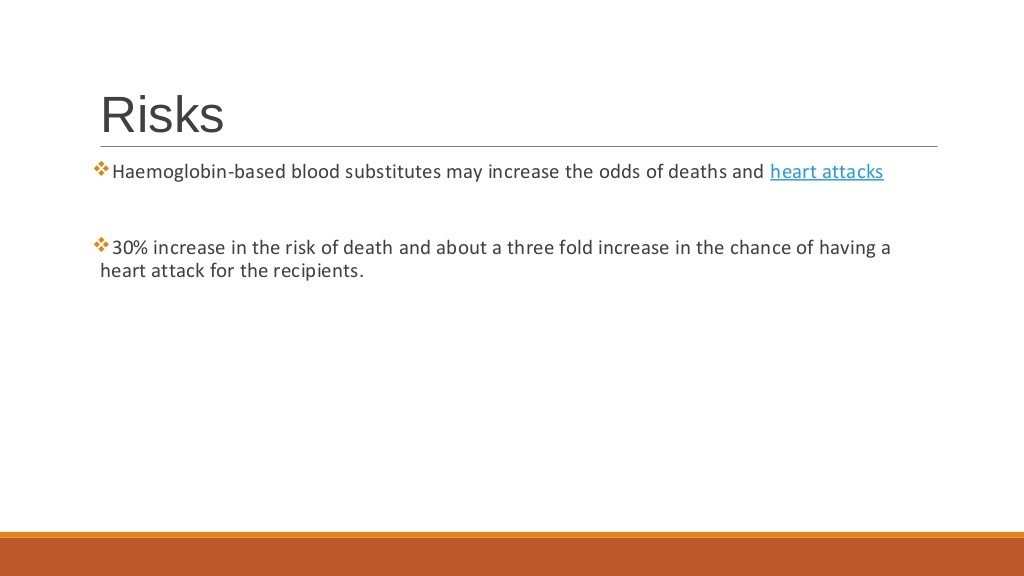 Risks
❖Haemoglobin-based blood substitutes may increase the odds of deaths and heart attacks
❖30% increase in the risk of death and about a three fold increase in the chance of having a
heart attack for the recipients.